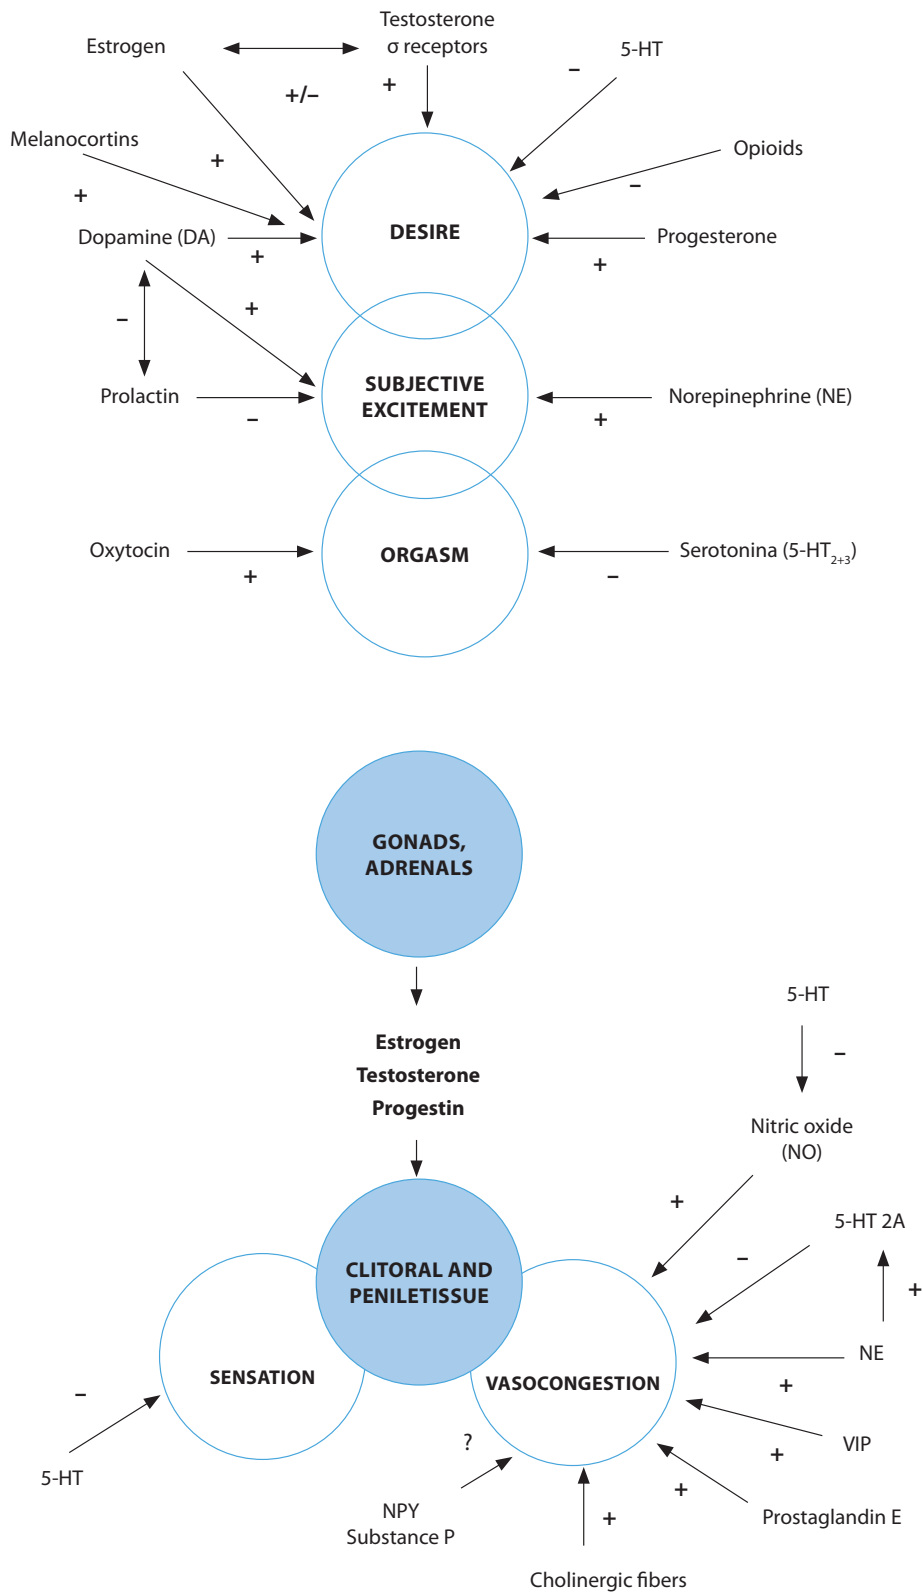 Testosterone
σ receptors
Estrogen
5-HT
–
+/–
+
Melanocortins
Opioids
+
–
+
DESIRE
Dopamine (DA)
Progesterone
+
+
+
–
SUBJECTIVE
EXCITEMENT
Prolactin
Norepinephrine (NE)
–
+
ORGASM
Oxytocin
Serotonina (5-HT₂₊₃)
+
–
GONADS,
ADRENALS
5-HT
–
Estrogen
Testosterone
Progestin
Nitric oxide
(NO)
+
5-HT 2A
–
+
CLITORAL AND
PENILETISSUE
NE
SENSATION
VASOCONGESTION
+
–
5-HT
?
VIP
+
+
NPY
Substance P
Prostaglandin E
+
Cholinergic fibers